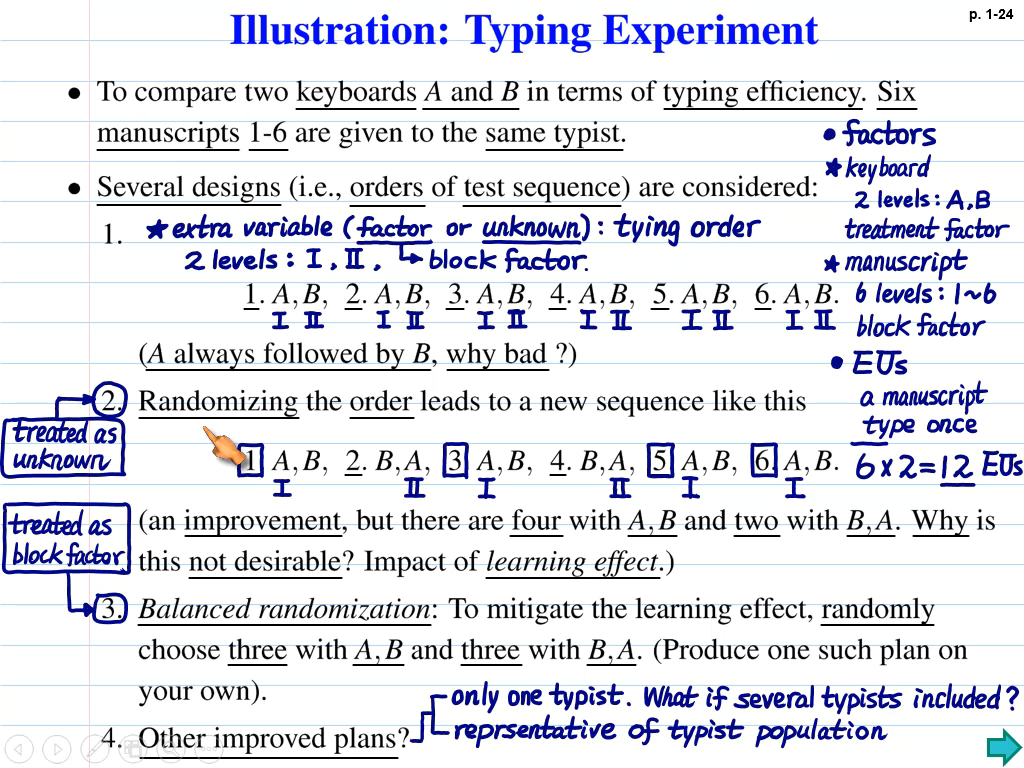 p. 1-24
Illustration: Typing Experiment
• To compare two keyboards A and B in terms of typing efficiency. Six
manuscripts 1-6 are given to the same typist.
• Several designs (i.e., orders of test sequence) are considered:
1. ★ extra variable (factor or unknown): tying order
2 levels: I, II, ↳ block factor.
1. A,B, 2. A,B, 3. A,B, 4. A,B, 5. A,B, 6. A,B.
I II I II I II I II I II I II
(A always followed by B, why bad ?)
• factors
★ keyboard
2 levels: A,B
treatment factor
★ manuscript
6 levels: 1~6
block factor
• EUs
a manuscript
type once
6 x 2 = 12 EUs
2. Randomizing the order leads to a new sequence like this
treated as
unknown
1. A,B, 2. B,A, 3. A,B, 4. B,A, 5. A,B, 6. A,B.
I II I II I I
(an improvement, but there are four with A,B and two with B,A. Why is
this not desirable? Impact of learning effect.)
treated as
block factor
3. Balanced randomization: To mitigate the learning effect, randomly
choose three with A,B and three with B,A. (Produce one such plan on
your own).
4. Other improved plans?
only one typist. What if several typists included?
reprsentative of typist population